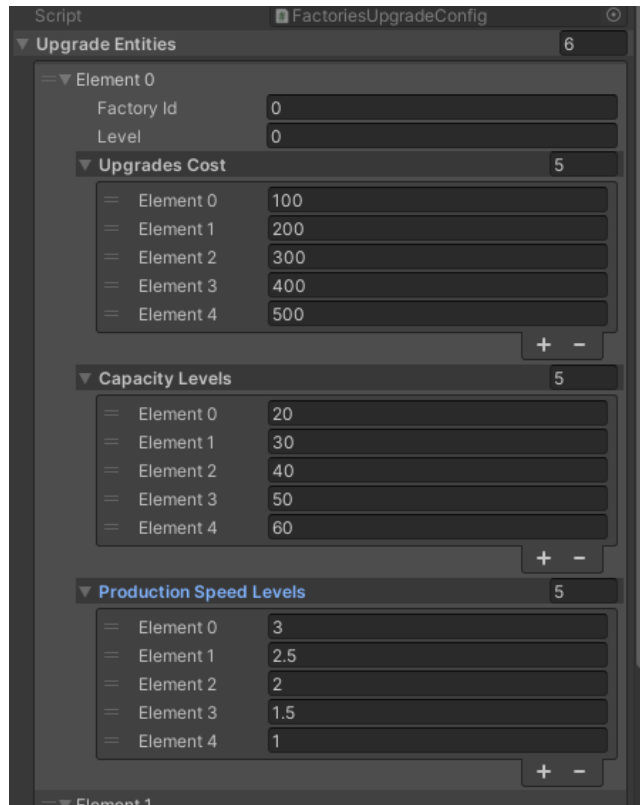 Script FactoriesUpgradeConfig
Upgrade Entities 6
Element 0
Factory Id 0
Level 0
Upgrades Cost 5
Element 0 100
Element 1 200
Element 2 300
Element 3 400
Element 4 500
+ -
Capacity Levels 5
Element 0 20
Element 1 30
Element 2 40
Element 3 50
Element 4 60
+ -
Production Speed Levels 5
Element 0 3
Element 1 2.5
Element 2 2
Element 3 1.5
Element 4 1
+ -
Element 1